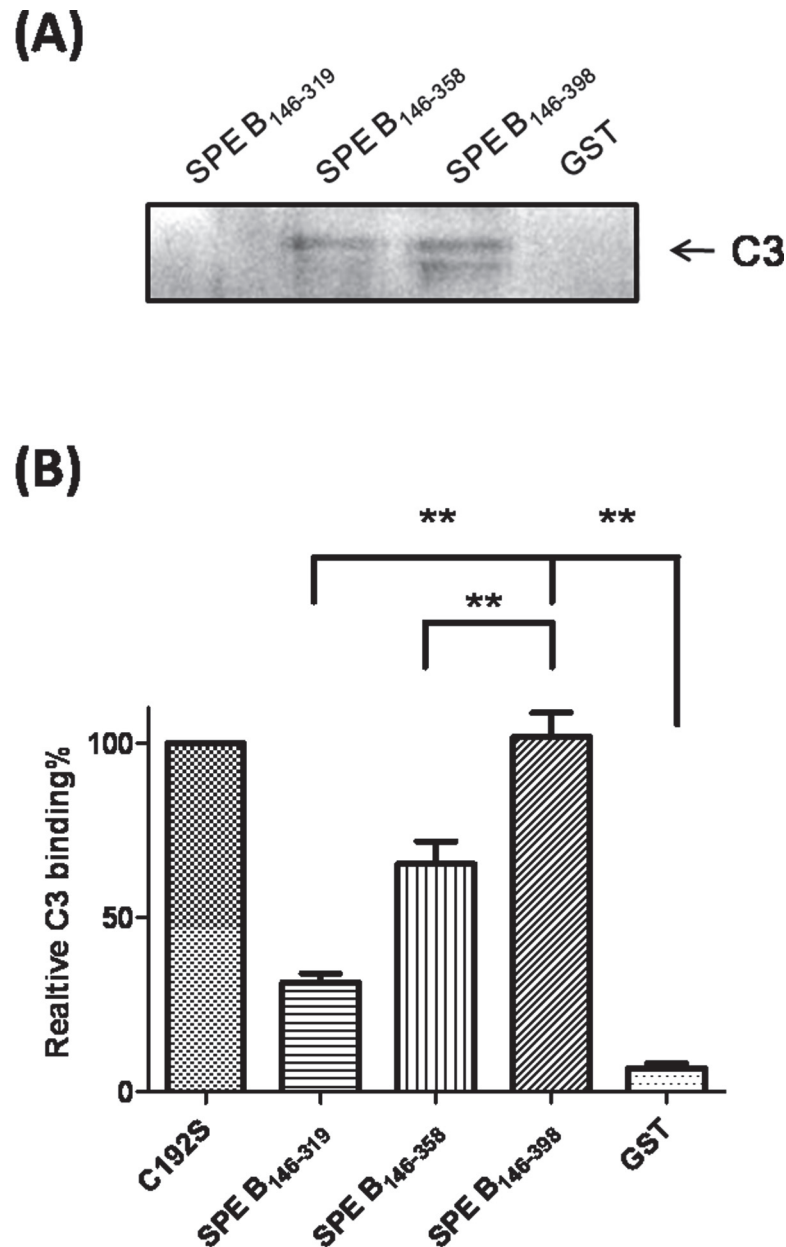 (A)
SPE B146-319
SPE B146-358
SPE B146-398
GST
← C3
(B)
** **
**
Realtive C3 binding%
100
50
0
C192S
SPE B146-319
SPE B146-358
SPE B146-398
GST